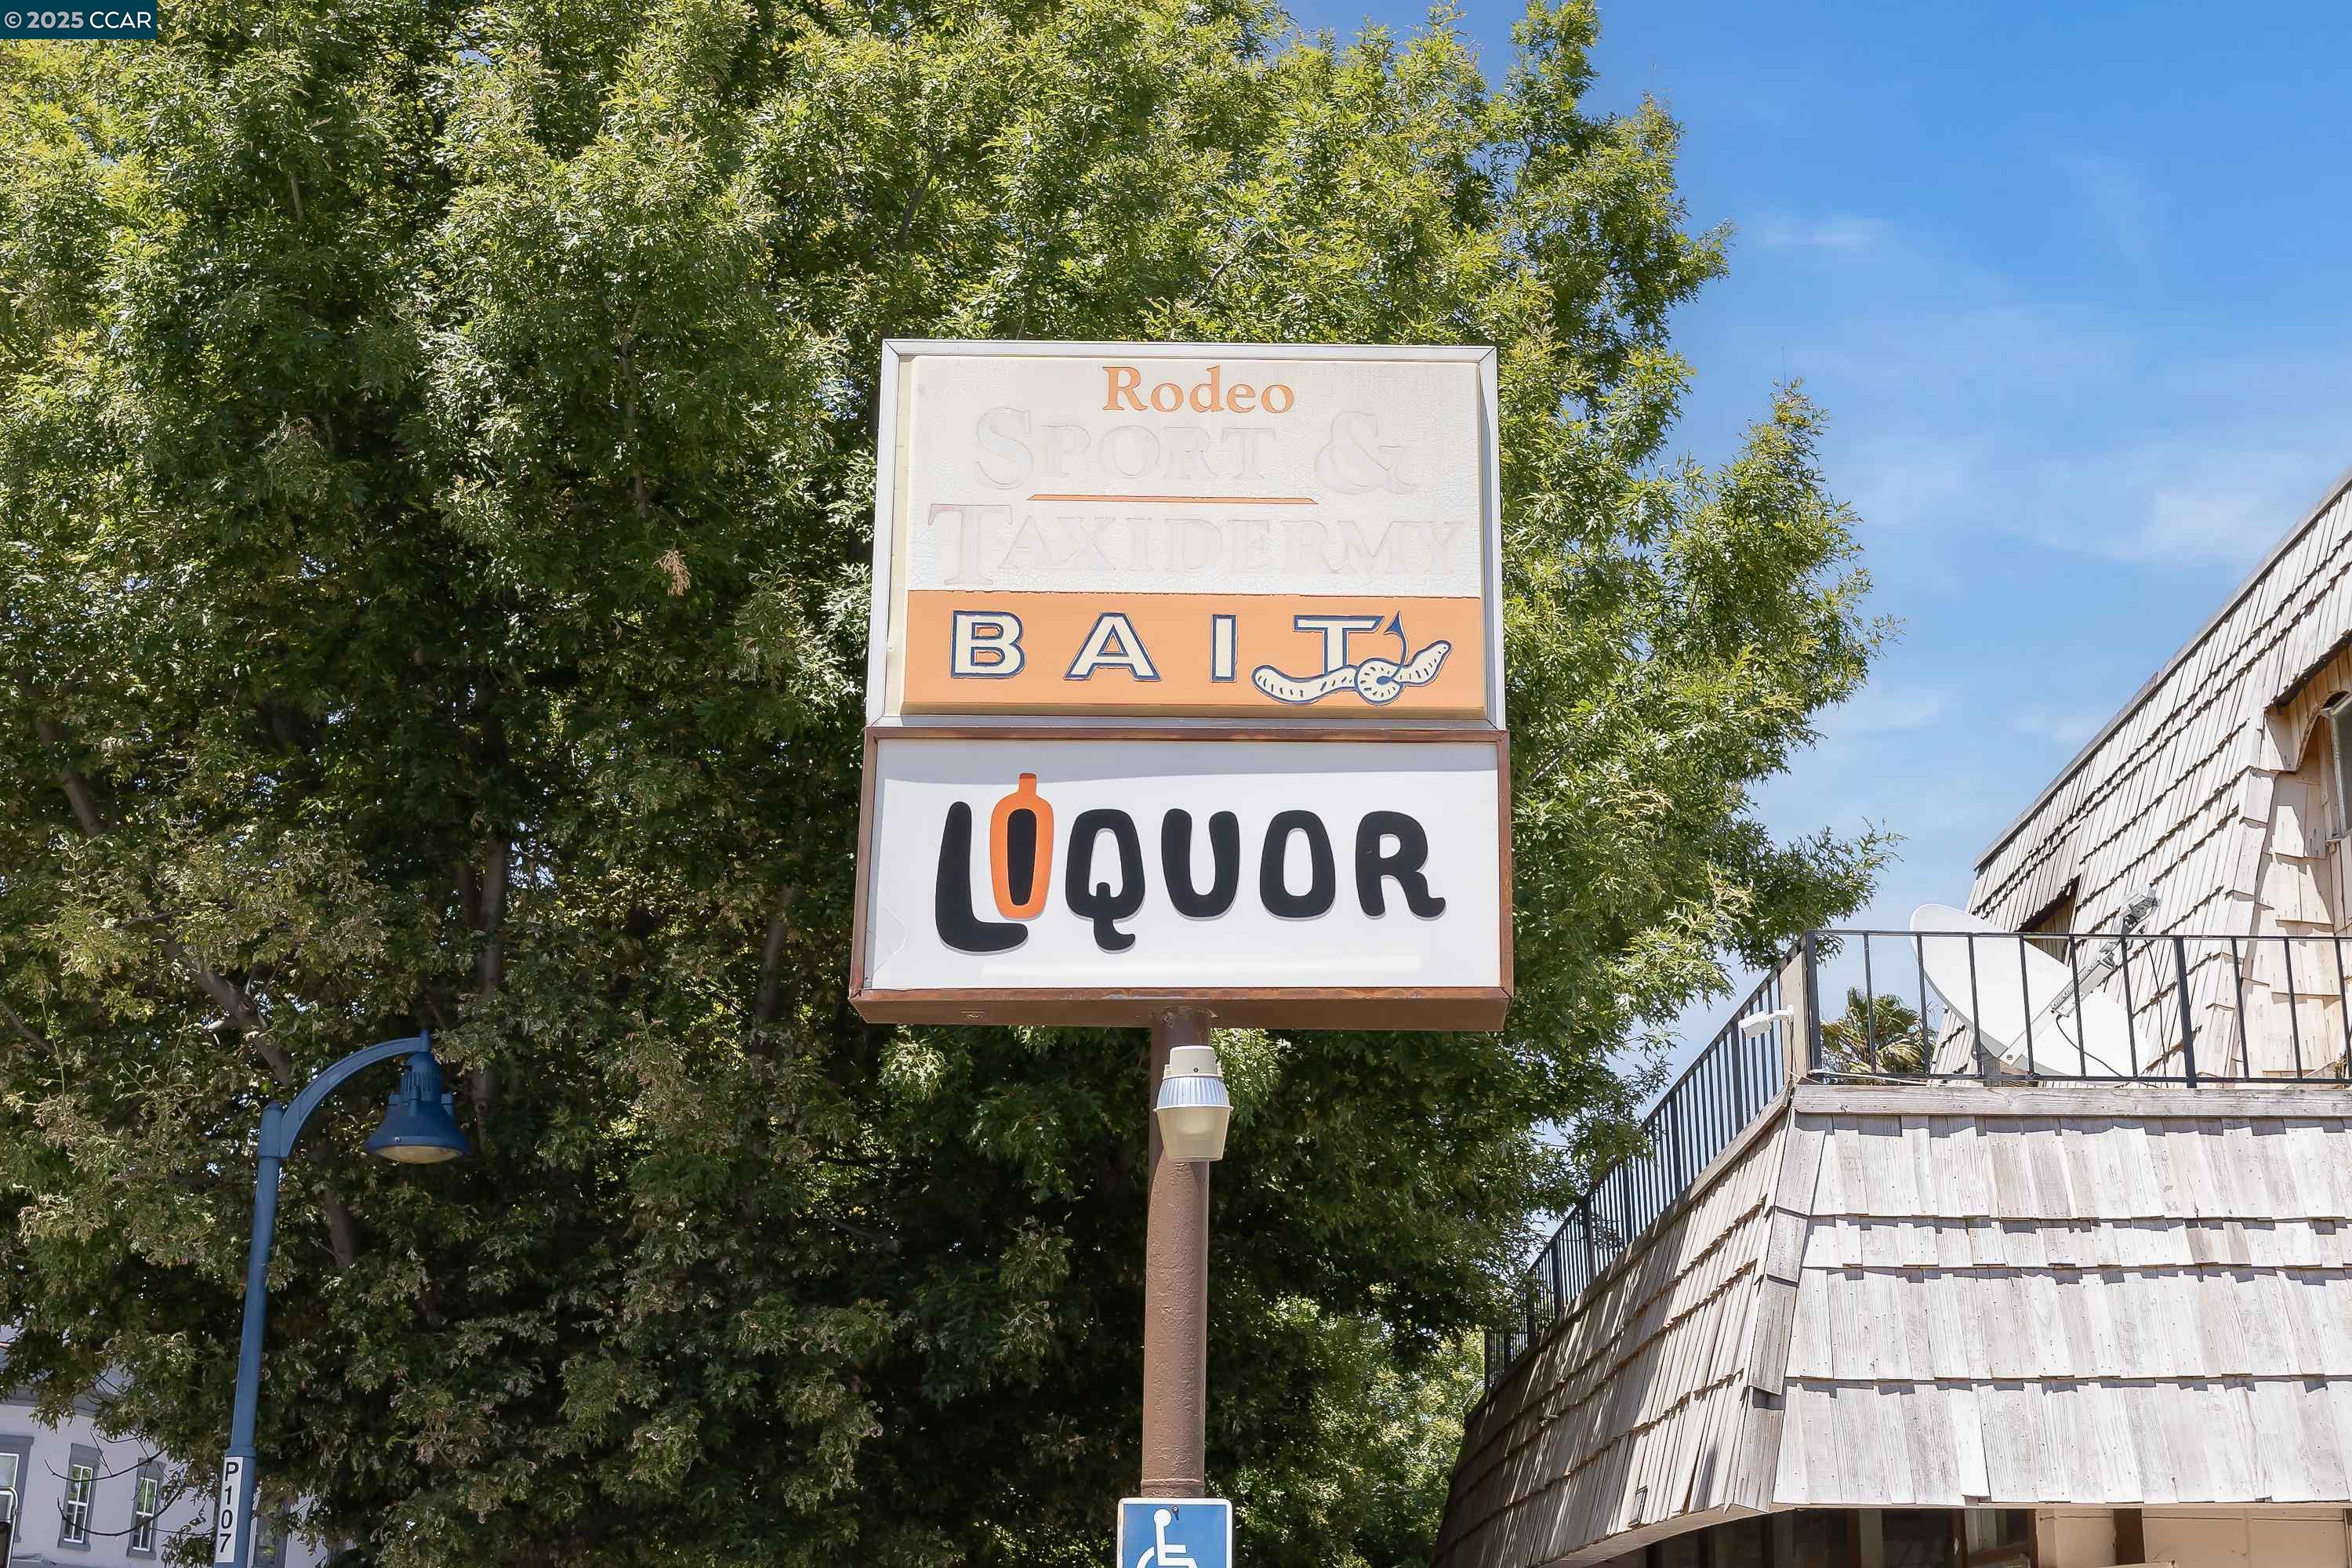 © 2025 CCAR
Rodeo
SPORT &
TAXIDERMY
BAIT
LIQUOR
P107